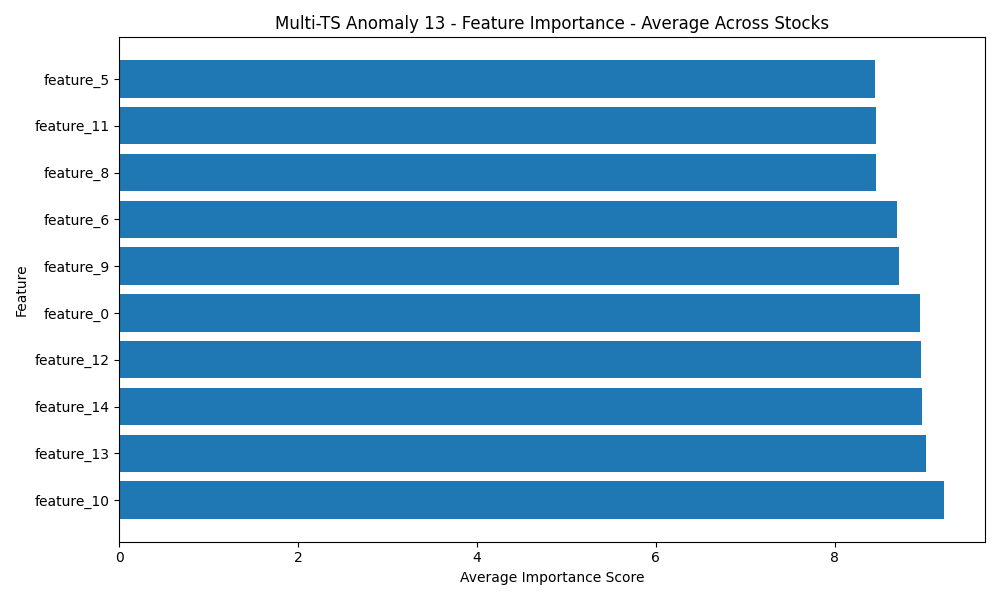 Multi-TS Anomaly 13 - Feature Importance - Average Across Stocks
feature_5
feature_11
feature_8
feature_6
feature_9
feature_0
feature_12
feature_14
feature_13
feature_10
Feature
0 2 4 6 8
Average Importance Score